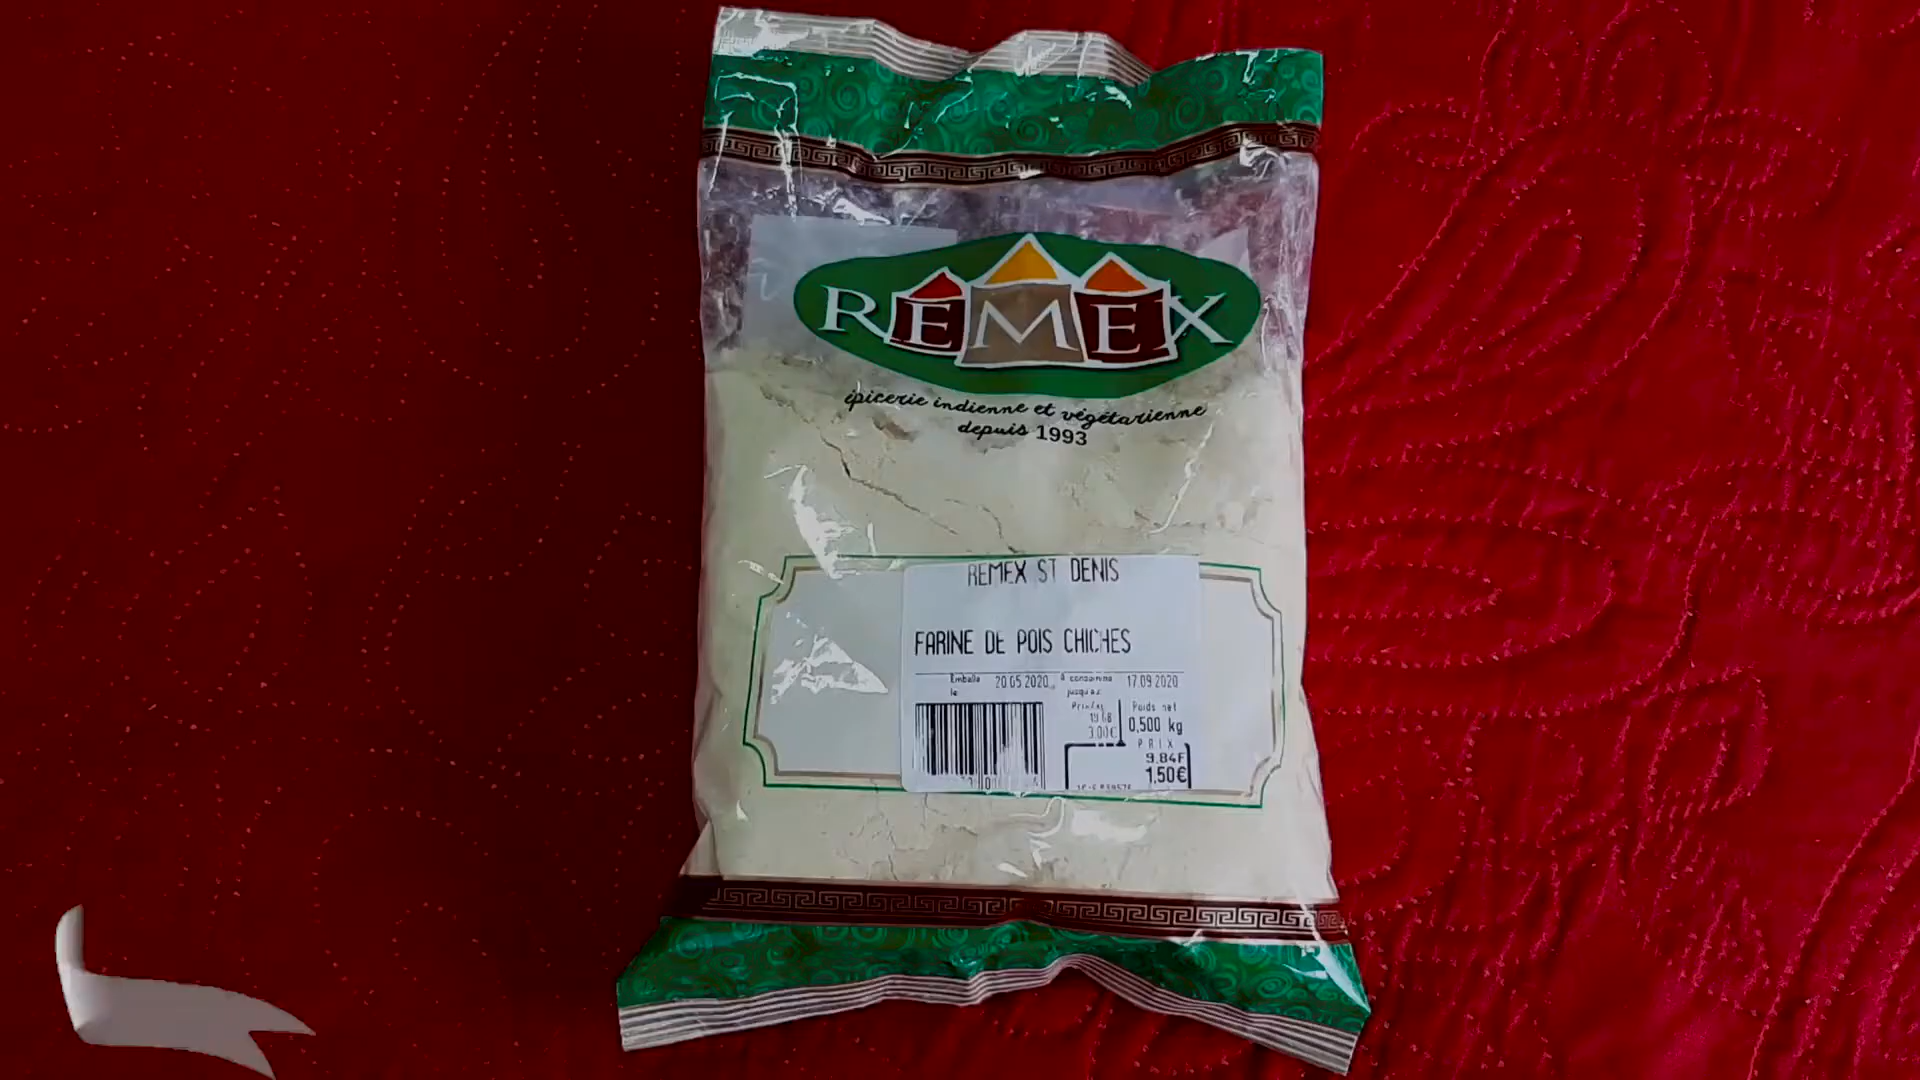 REMEX
épicerie indienne et végétarienne
depuis 1993
REMEX ST DENIS
FARINE DE POIS CHICHES
Emballé le 20.05.2020 à consommer jusqu'au 17.09.2020
Poids net
3.00€ 0,500 kg
PRIX
9.84F
1,50€